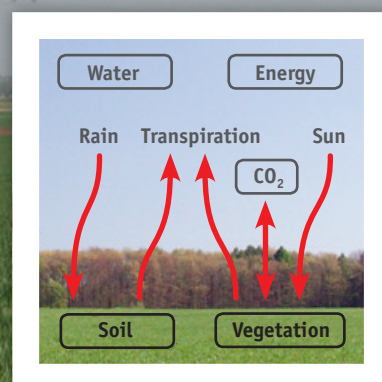 Water Energy
Rain Transpiration Sun
CO₂
Soil Vegetation